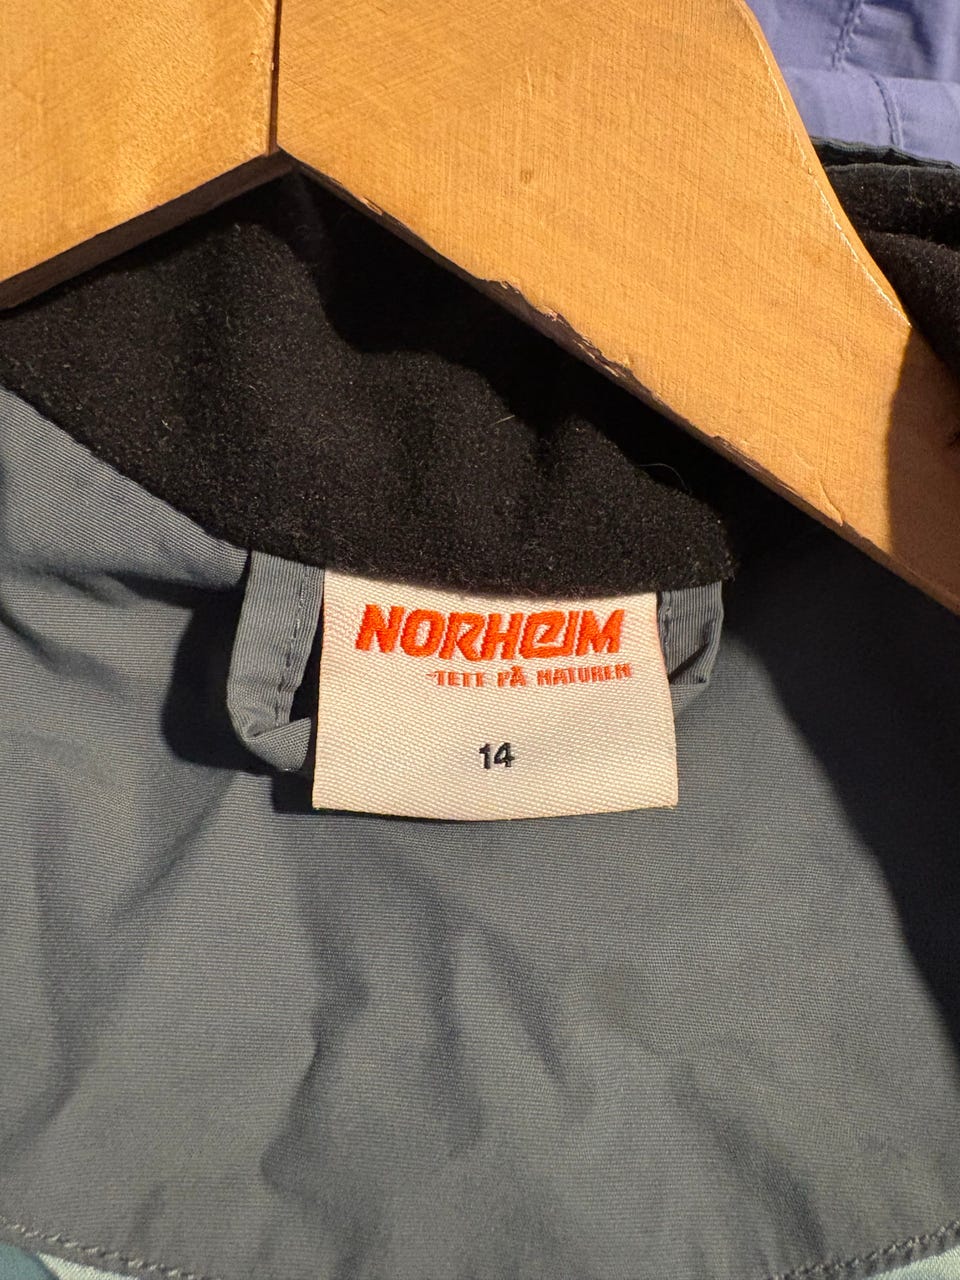 NORHEIM
-TETT PÅ NATUREN
14